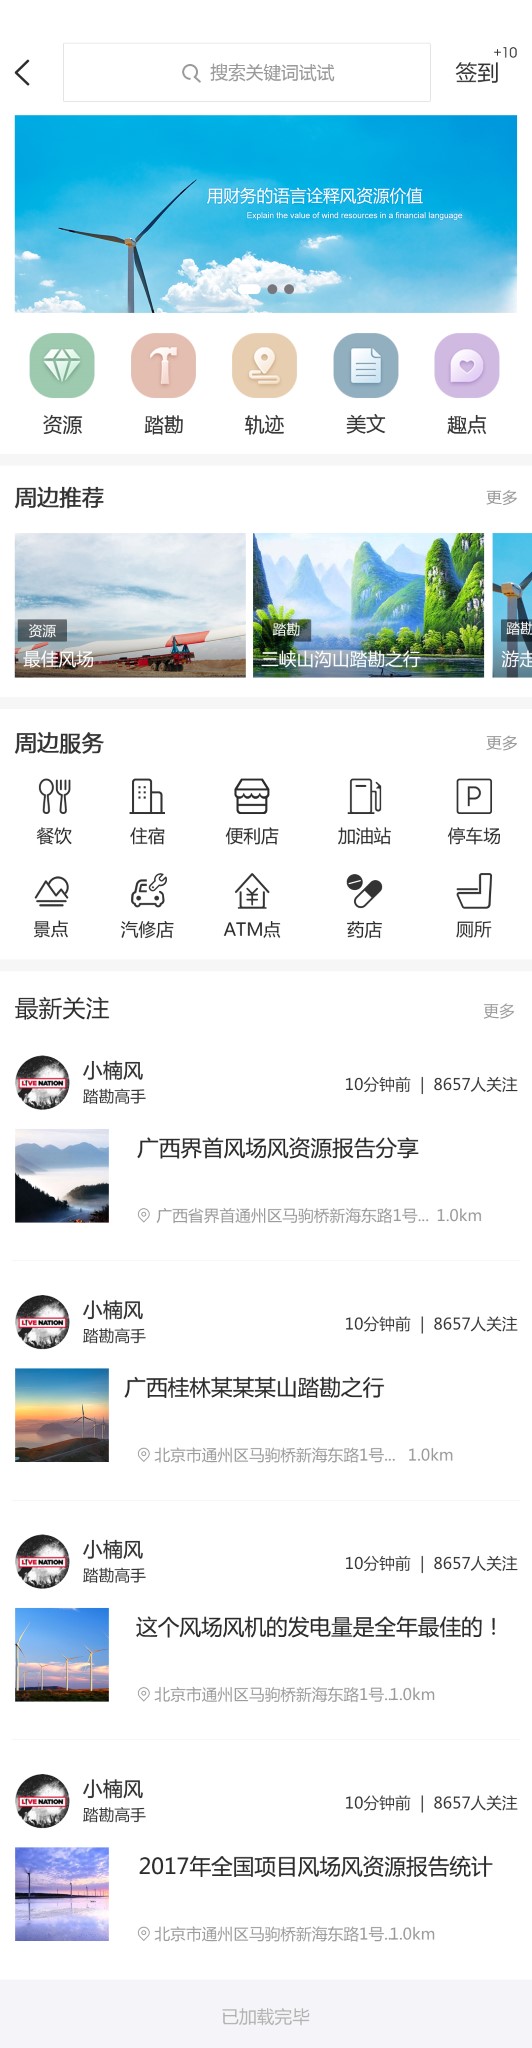 +10
搜索关键词试试
签到
用财务的语言诠释风资源价值
Explain the value of wind resources in a financial language
资源 踏勘 轨迹 美文 趣点
周边推荐 更多
资源 踏勘 踏勘
最佳风场 三峡山沟山踏勘之行 游走
周边服务 更多
餐饮 住宿 便利店 加油站 停车场
P
景点 汽修店 ATM点 药店 厕所
最新关注 更多
小楠风
LIVE NATION
踏勘高手
10分钟前 | 8657人关注
广西界首风场风资源报告分享
广西省界首通州区马驹桥新海东路1号... 1.0km
小楠风
LIVE NATION
踏勘高手
10分钟前 | 8657人关注
广西桂林某某某山踏勘之行
北京市通州区马驹桥新海东路1号... 1.0km
小楠风
LIVE NATION
踏勘高手
10分钟前 | 8657人关注
这个风场风机的发电量是全年最佳的！
北京市通州区马驹桥新海东路1号..1.0km
小楠风
LIVE NATION
踏勘高手
10分钟前 | 8657人关注
2017年全国项目风场风资源报告统计
北京市通州区马驹桥新海东路1号..1.0km
已加载完毕